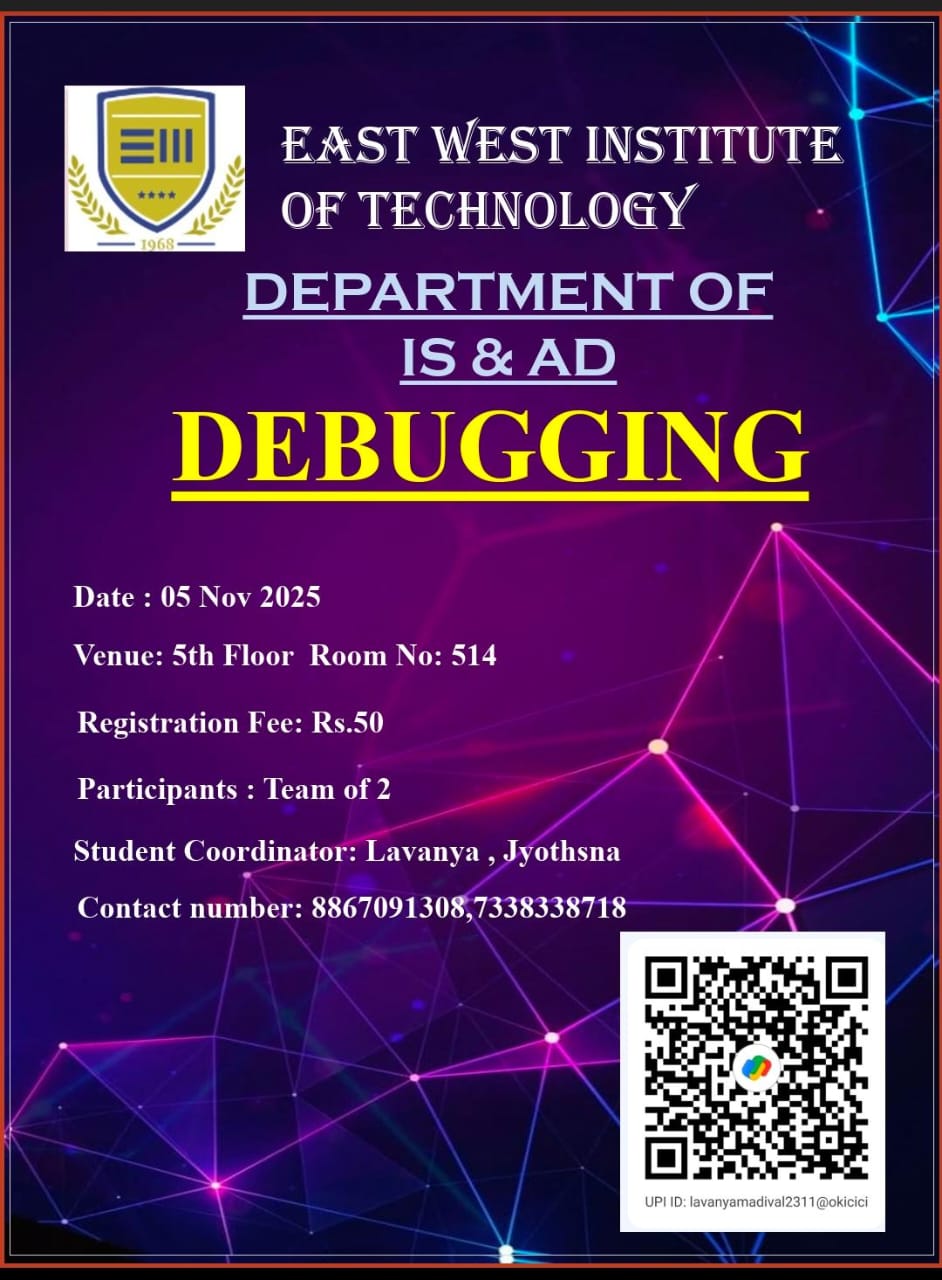 EAST WEST INSTITUTE
OF TECHNOLOGY
1968
DEPARTMENT OF
IS & AD
DEBUGGING
Date : 05 Nov 2025
Venue: 5th Floor Room No: 514
Registration Fee: Rs.50
Participants : Team of 2
Student Coordinator: Lavanya , Jyothsna
Contact number: 8867091308,7338338718
UPI ID: lavanyamadival2311@okicici